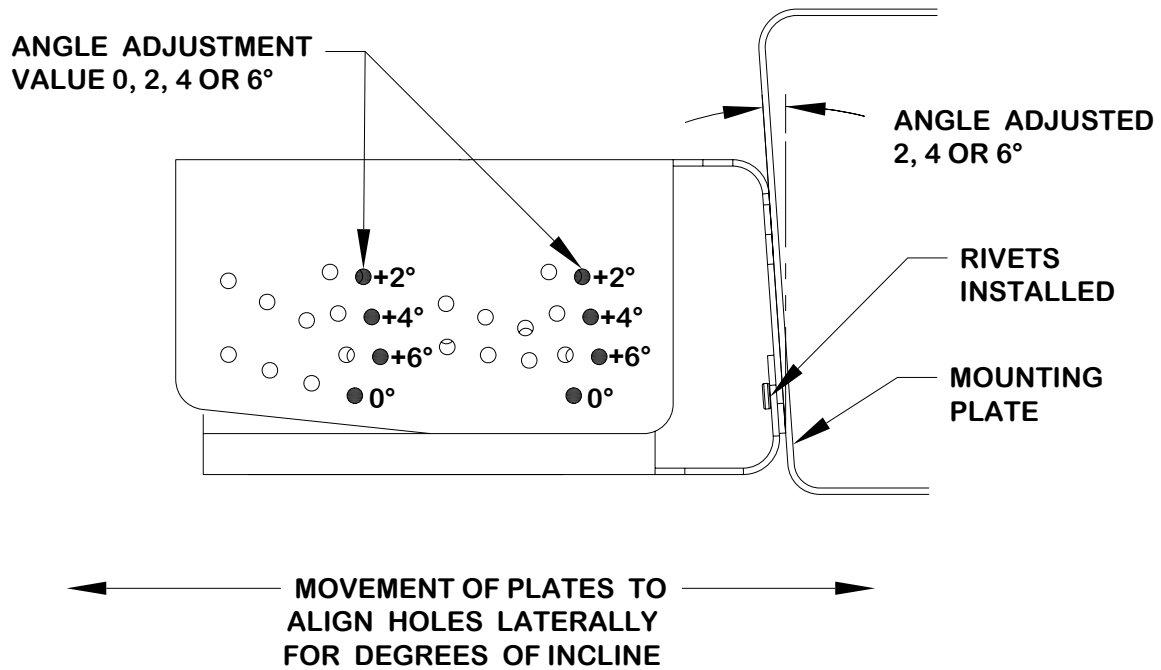 ANGLE ADJUSTMENT
VALUE 0, 2, 4 OR 6°
ANGLE ADJUSTED
2, 4 OR 6°
+2°
+2°
+4°
+4°
+6°
+6°
0°
0°
RIVETS
INSTALLED
MOUNTING
PLATE
MOVEMENT OF PLATES TO
ALIGN HOLES LATERALLY
FOR DEGREES OF INCLINE